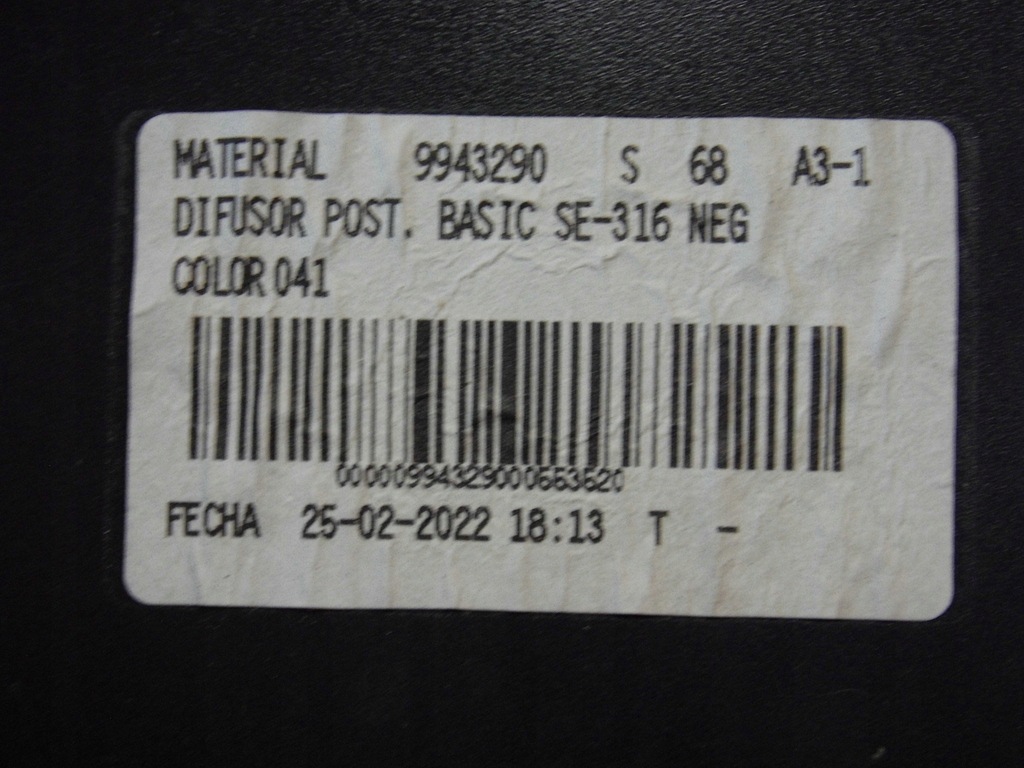 MATERIAL 9943290 S 68 A3-1
DIFUSOR POST. BASIC SE-316 NEG
COLOR 041
FECHA 25-02-2022 18:13 T -